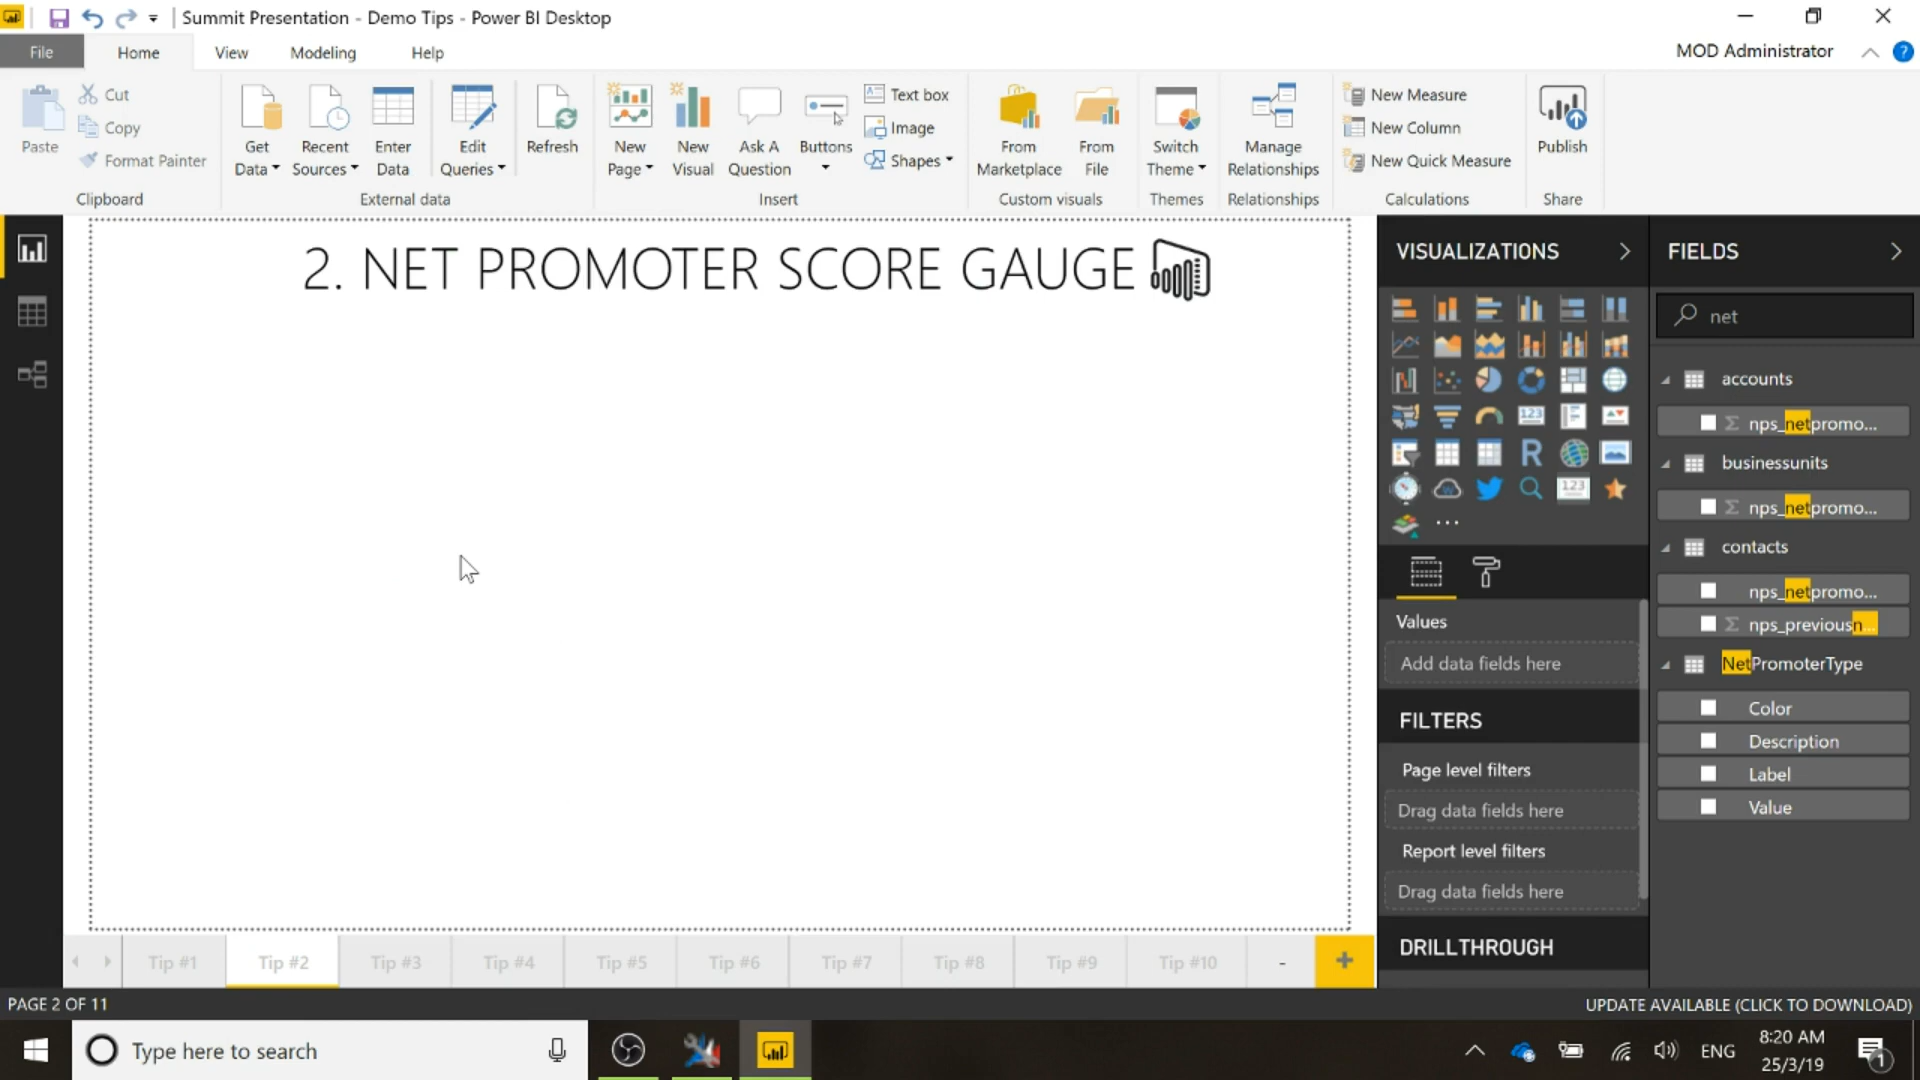 Summit Presentation - Demo Tips - Power BI Desktop
File Home View Modeling Help
MOD Administrator
?
Paste
Cut
Copy
Format Painter
Clipboard
Get Data
Recent Sources
Enter Data
Edit Queries
Refresh
External data
New Page
New Visual
Ask A Question
Buttons
Text box
Image
Shapes
Insert
From Marketplace
From File
Custom visuals
Switch Theme
Themes
Manage Relationships
Relationships
New Measure
New Column
New Quick Measure
Calculations
Publish
Share
2. NET PROMOTER SCORE GAUGE
VISUALIZATIONS
123
R
W
123
...
Values
Add data fields here
FILTERS
Page level filters
Drag data fields here
Report level filters
Drag data fields here
DRILLTHROUGH
FIELDS
net
accounts
Σ nps_netpromo...
businessunits
Σ nps_netpromo...
contacts
nps_netpromo...
Σ nps_previousn...
NetPromoterType
Color
Description
Label
Value
Tip #1 Tip #2 Tip #3 Tip #4 Tip #5 Tip #6 Tip #7 Tip #8 Tip #9 Tip #10 - +
PAGE 2 OF 11
UPDATE AVAILABLE (CLICK TO DOWNLOAD)
Type here to search
ENG
8:20 AM
25/3/19
1